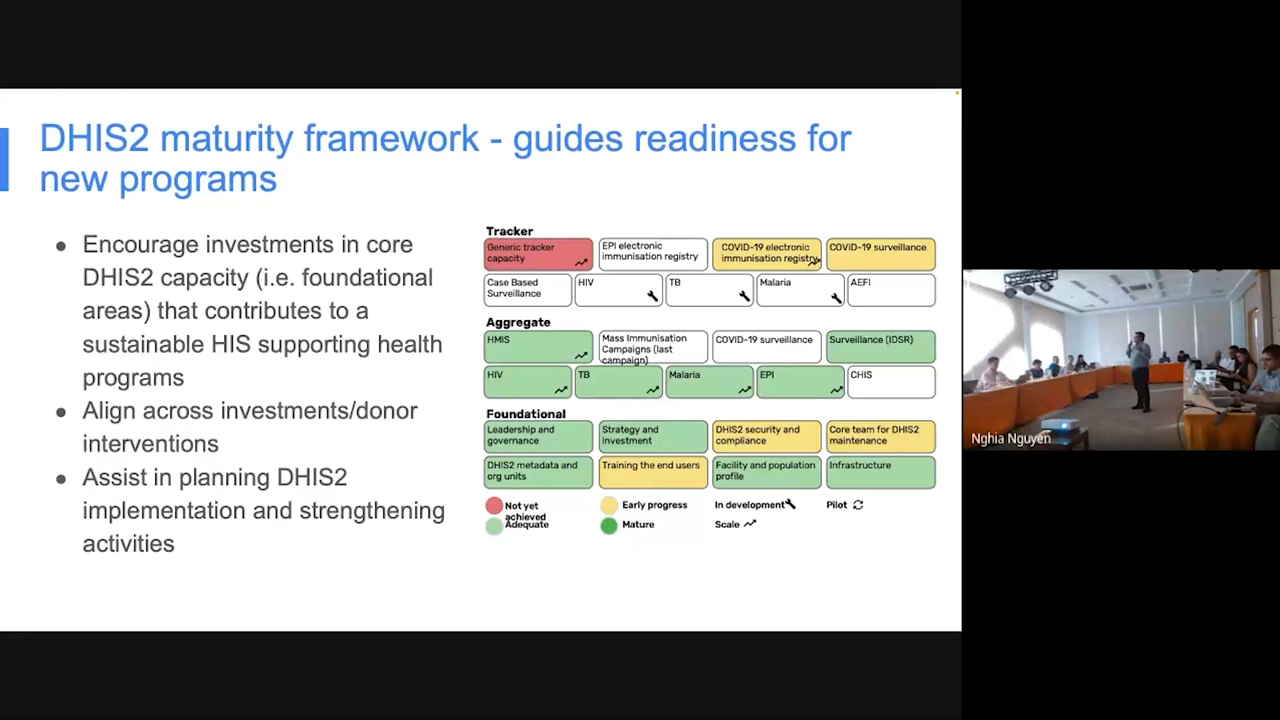 DHIS2 maturity framework - guides readiness for
new programs
● Encourage investments in core
DHIS2 capacity (i.e. foundational
areas) that contributes to a
sustainable HIS supporting health
programs
● Align across investments/donor
interventions
● Assist in planning DHIS2
implementation and strengthening
activities
Tracker
Generic tracker
capacity
EPI electronic
immunisation registry
COVID-19 electronic
immunisation registry
COVID-19 surveillance
Case Based
Surveillance
HIV
TB
Malaria
AEFI
Aggregate
HMIS
Mass Immunisation
Campaigns (last
campaign)
COVID-19 surveillance
Surveillance (IDSR)
HIV
TB
Malaria
EPI
CHIS
Foundational
Leadership and
governance
Strategy and
investment
DHIS2 security and
compliance
Core team for DHIS2
maintenance
DHIS2 metadata and
org units
Training the end users
Facility and population
profile
Infrastructure
Not yet
achieved
Early progress
In development
Pilot
Adequate
Mature
Scale
Nghia Nguyen